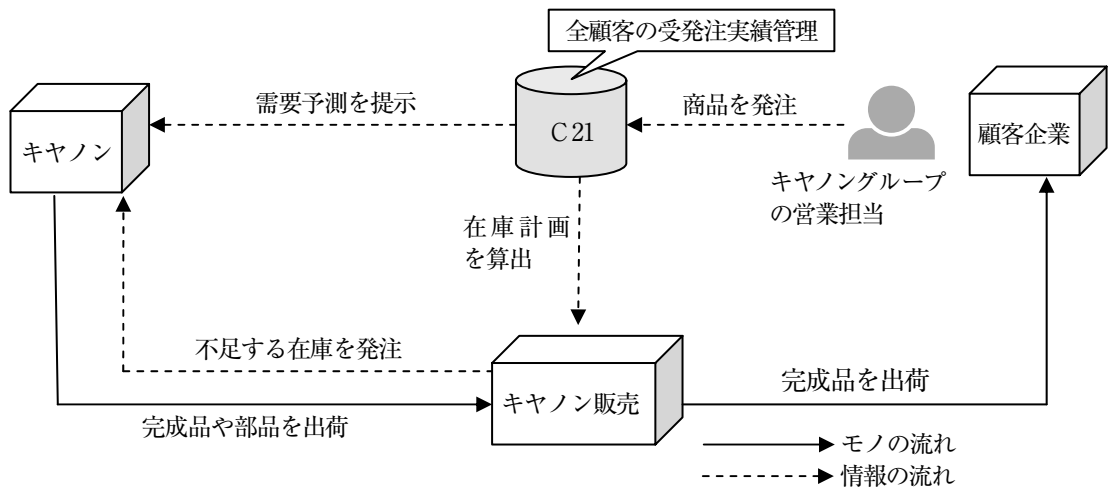 全顧客の受発注実績管理
需要予測を提示
C21
商品を発注
キヤノン
顧客企業
キヤノングループ
の営業担当
在庫計画
を算出
不足する在庫を発注
キヤノン販売
完成品を出荷
完成品や部品を出荷
モノの流れ
情報の流れ